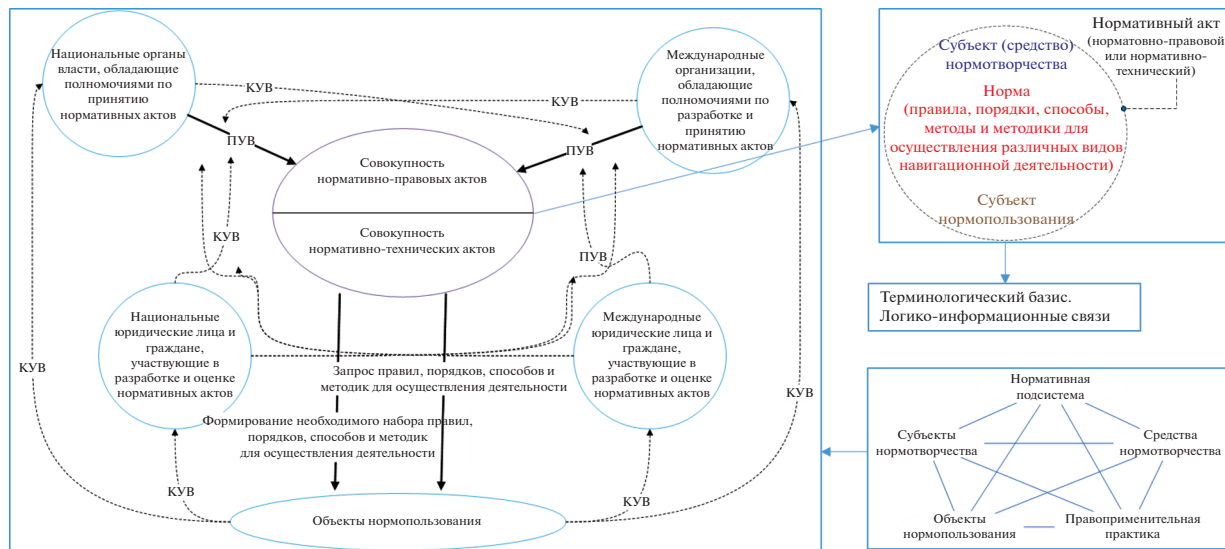 Национальные органы
власти, обладающие
полномочиями по
принятию
нормативных актов
КУВ
КУВ
Международные
организации,
обладающие
полномочиями по
разработке и
принятию
нормативных актов
ПУВ
ПУВ
Совокупность
нормативно-правовых актов
Совокупность
нормативно-технических актов
КУВ
ПУВ
Национальные
юридические лица и
граждане,
участвующие в
разработке и оценке
нормативных актов
Международные
юридические лица и
граждане,
участвующие в
разработке и оценке
нормативных актов
КУВ
КУВ
Запрос правил, порядков, способов и
методик для осуществления деятельности
Формирование необходимого набора правил,
порядков, способов и методик
для осуществления деятельности
КУВ
КУВ
Объекты нормопользования
Нормативный акт
(норматовно-правовой
или нормативно-
технический)
Субъект (средство)
нормотворчества
Норма
(правила, порядки, способы,
методы и методики для
осуществления различных видов
навигационной деятельности)
Субъект
нормопользования
Терминологический базис.
Логико-информационные связи
Нормативная
подсистема
Субъекты
нормотворчества
Средства
нормотворчества
Объекты
нормопользования
Правоприменительная
практика